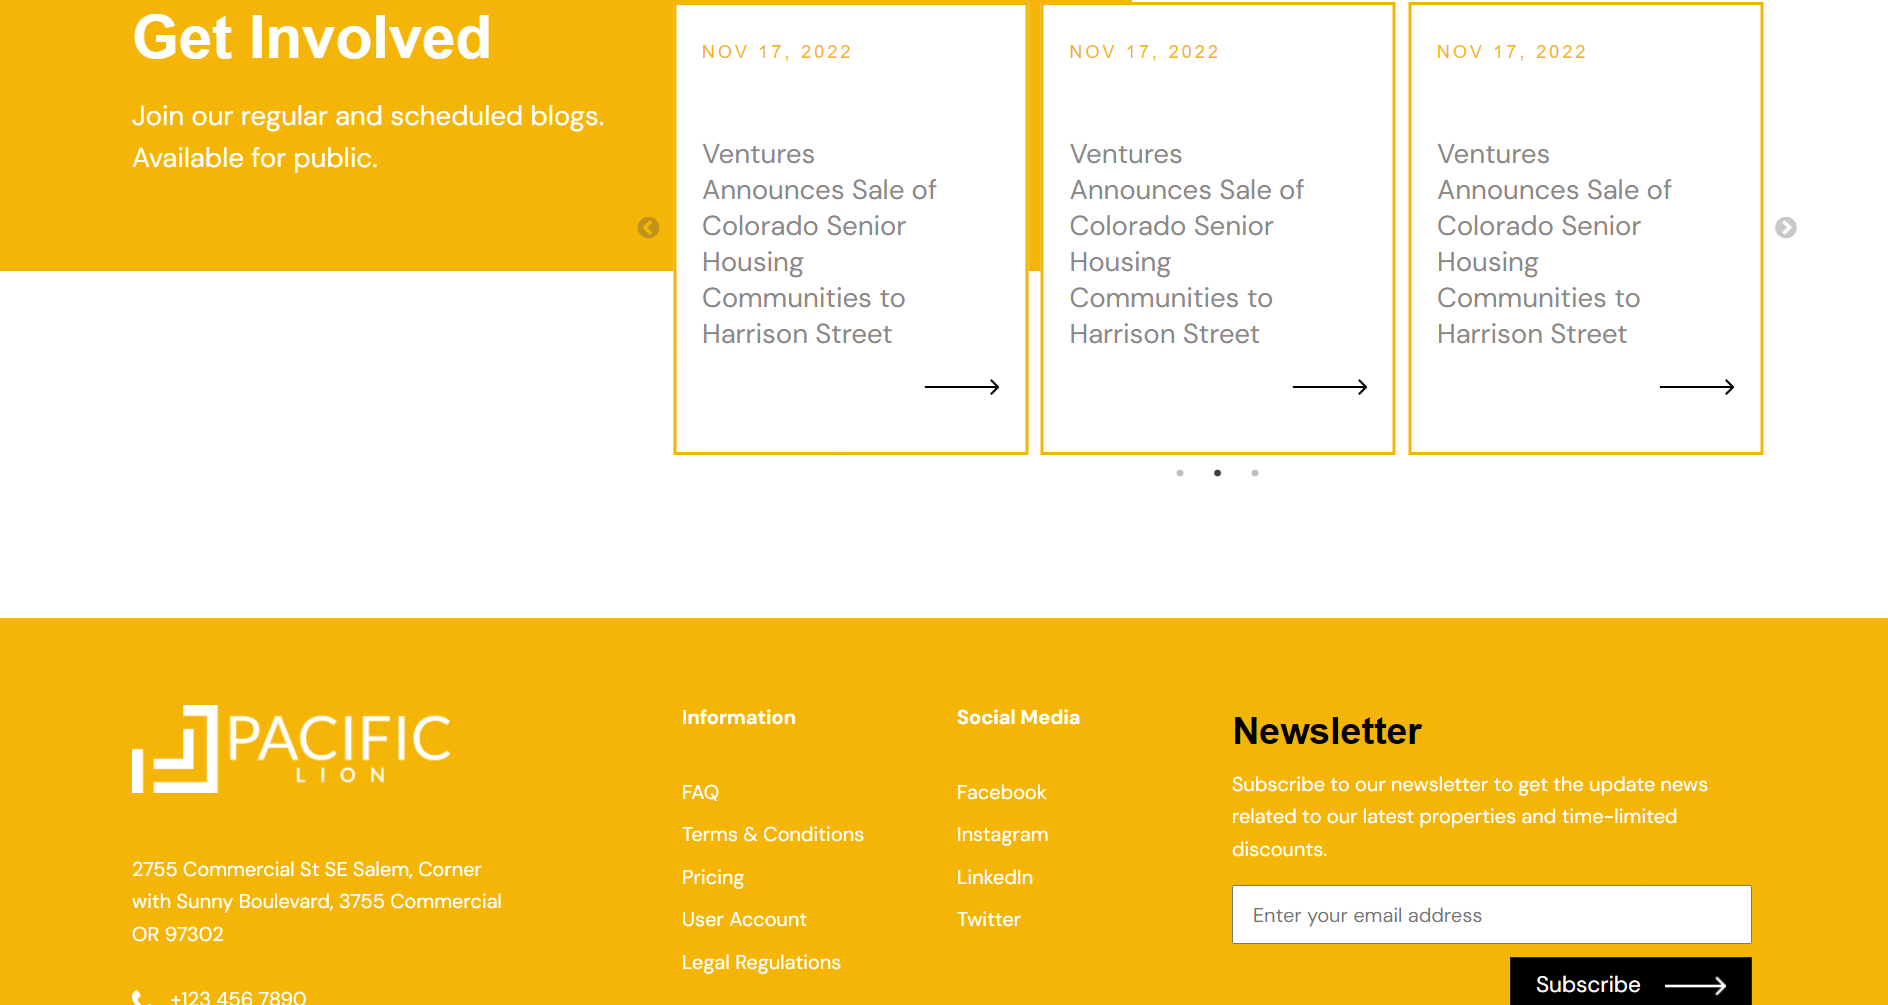 Get Involved
Join our regular and scheduled blogs.
Available for public.
NOV 17, 2022
Ventures
Announces Sale of
Colorado Senior
Housing
Communities to
Harrison Street
NOV 17, 2022
Ventures
Announces Sale of
Colorado Senior
Housing
Communities to
Harrison Street
NOV 17, 2022
Ventures
Announces Sale of
Colorado Senior
Housing
Communities to
Harrison Street
PACIFIC
LION
2755 Commercial St SE Salem, Corner
with Sunny Boulevard, 3755 Commercial
OR 97302
+123 456 7890
Information
FAQ
Terms & Conditions
Pricing
User Account
Legal Regulations
Social Media
Facebook
Instagram
LinkedIn
Twitter
Newsletter
Subscribe to our newsletter to get the update news
related to our latest properties and time-limited
discounts.
Enter your email address
Subscribe